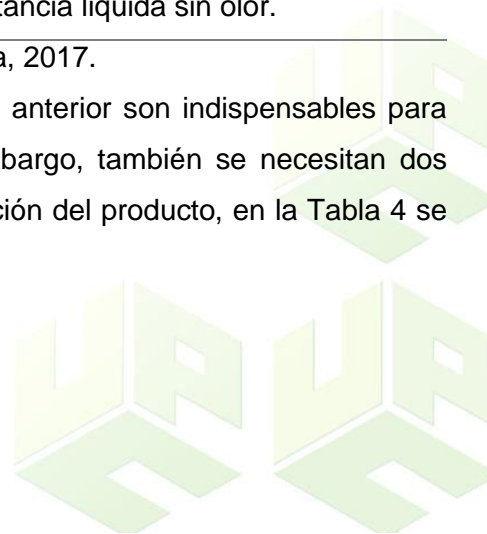 tancia líquida sin olor.
a, 2017.
anterior son indispensables para
bargo, también se necesitan dos
ción del producto, en la Tabla 4 se